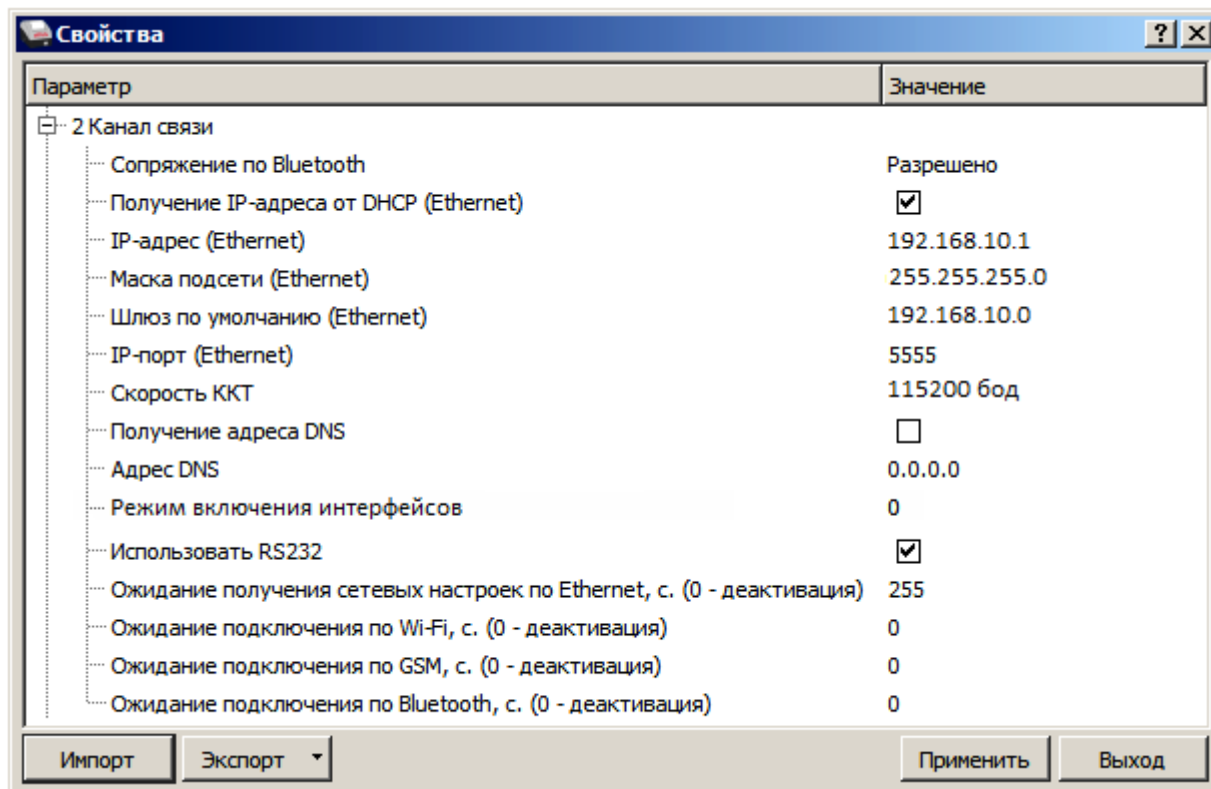 Свойства
Параметр Значение
2 Канал связи
Сопряжение по Bluetooth Разрешено
Получение IP-адреса от DHCP (Ethernet)
IP-адрес (Ethernet) 192.168.10.1
Маска подсети (Ethernet) 255.255.255.0
Шлюз по умолчанию (Ethernet) 192.168.10.0
IP-порт (Ethernet) 5555
Скорость ККТ 115200 бод
Получение адреса DNS
Адрес DNS 0.0.0.0
Режим включения интерфейсов 0
Использовать RS232
Ожидание получения сетевых настроек по Ethernet, с. (0 - деактивация) 255
Ожидание подключения по Wi-Fi, с. (0 - деактивация) 0
Ожидание подключения по GSM, с. (0 - деактивация) 0
Ожидание подключения по Bluetooth, с. (0 - деактивация) 0
Импорт Экспорт Применить Выход